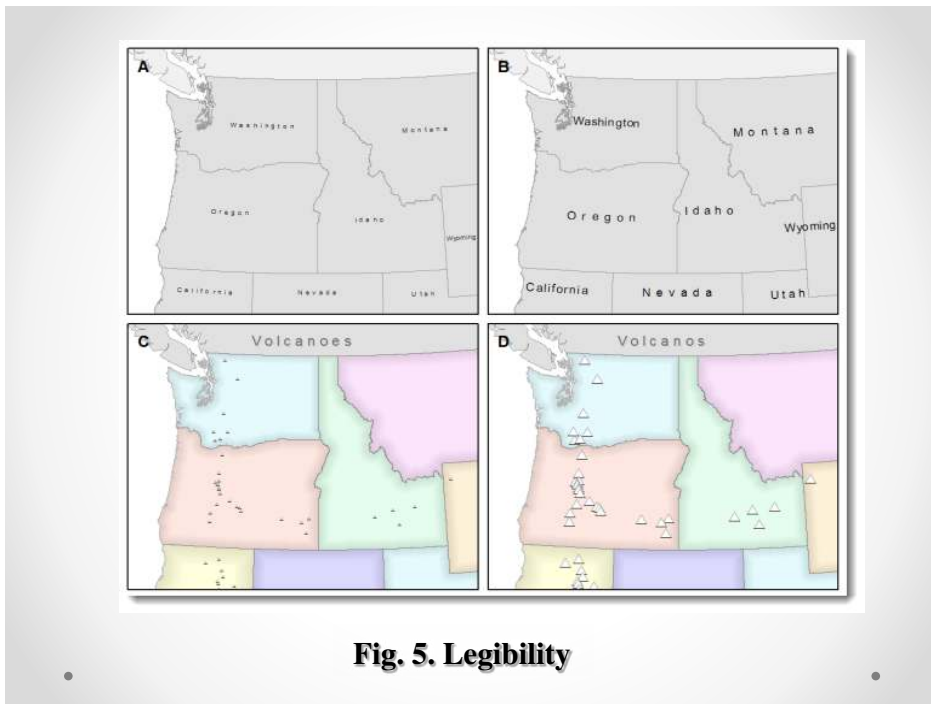 A
Washington
Montana
Oregon
Idaho
Wyoming
California
Nevada
Utah
B
Washington
Montana
Oregon
Idaho
Wyoming
California
Nevada
Utah
C
Volcanoes
D
Volcanos
Fig. 5. Legibility